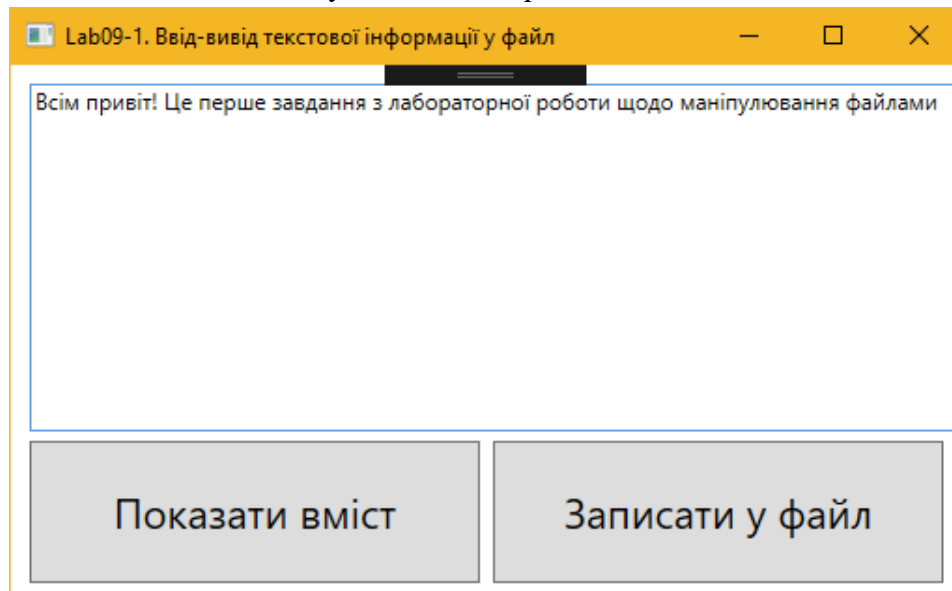 Lab09-1. Ввід-вивід текстової інформації у файл
Всім привіт! Це перше завдання з лабораторної роботи щодо маніпулювання файлами
Показати вміст
Записати у файл